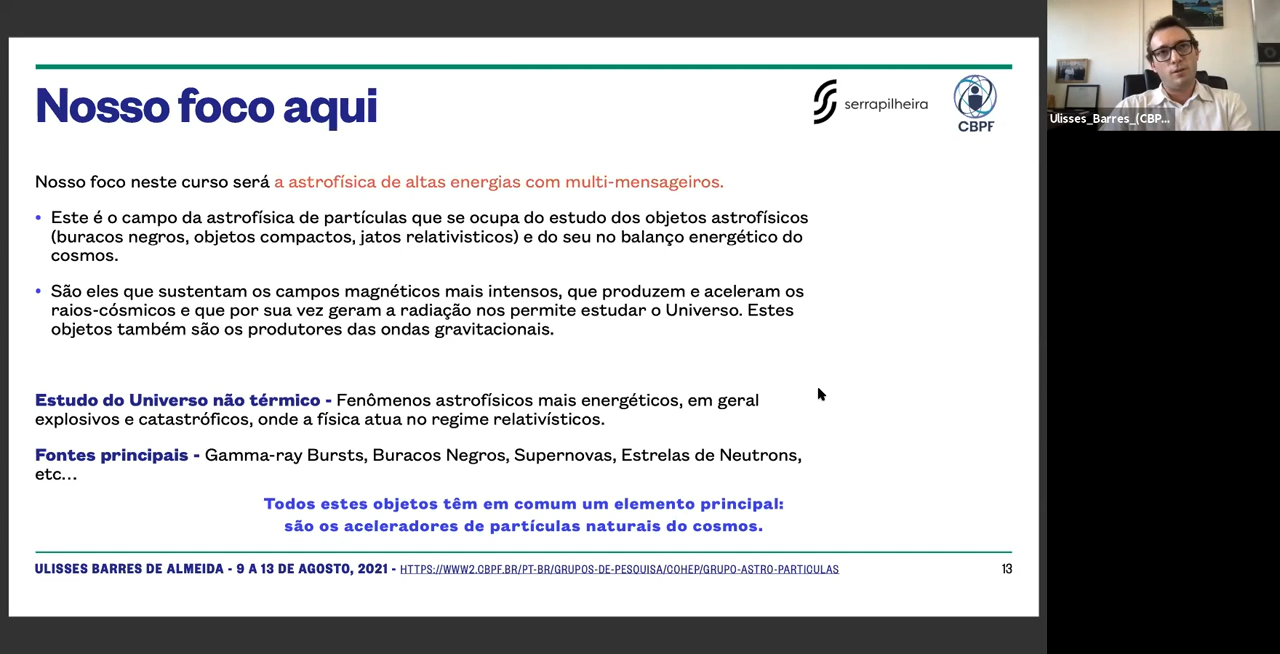 Nosso foco aqui
serrapilheira
CBPF
Ulisses_Barres_(CBP...
Nosso foco neste curso será a astrofísica de altas energias com multi-mensageiros.
• Este é o campo da astrofísica de partículas que se ocupa do estudo dos objetos astrofísicos
(buracos negros, objetos compactos, jatos relativisticos) e do seu no balanço energético do
cosmos.
• São eles que sustentam os campos magnéticos mais intensos, que produzem e aceleram os
raios-cósmicos e que por sua vez geram a radiação nos permite estudar o Universo. Estes
objetos também são os produtores das ondas gravitacionais.
Estudo do Universo não térmico - Fenômenos astrofísicos mais energéticos, em geral
explosivos e catastróficos, onde a física atua no regime relativísticos.
Fontes principais - Gamma-ray Bursts, Buracos Negros, Supernovas, Estrelas de Neutrons,
etc...
Todos estes objetos têm em comum um elemento principal:
são os aceleradores de partículas naturais do cosmos.
ULISSES BARRES DE ALMEIDA - 9 A 13 DE AGOSTO, 2021 - HTTPS://WWW2.CBPF.BR/PT-BR/GRUPOS-DE-PESQUISA/COHEP/GRUPO-ASTRO-PARTICULAS
13